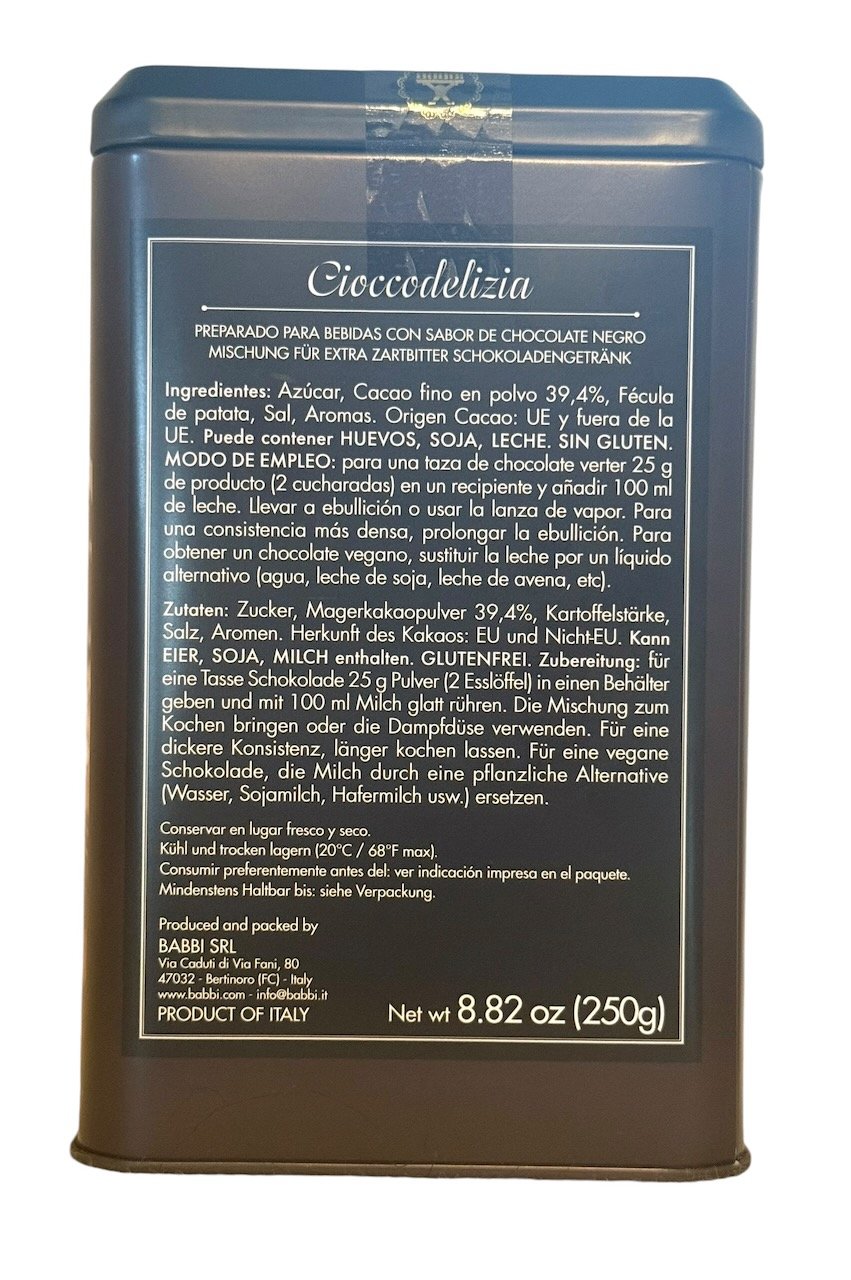 Cioccodelizia
PREPARADO PARA BEBIDAS CON SABOR DE CHOCOLATE NEGRO
MISCHUNG FÜR EXTRA ZARTBITTER SCHOKOLADENGETRÄNK
Ingredientes: Azúcar, Cacao fino en polvo 39,4%, Fécula
de patata, Sal, Aromas. Origen Cacao: UE y fuera de la
UE. Puede contener HUEVOS, SOJA, LECHE. SIN GLUTEN.
MODO DE EMPLEO: para una taza de chocolate verter 25 g
de producto (2 cucharadas) en un recipiente y añadir 100 ml
de leche. Llevar a ebullición o usar la lanza de vapor. Para
una consistencia más densa, prolongar la ebullición. Para
obtener un chocolate vegano, sustituir la leche por un líquido
alternativo (agua, leche de soja, leche de avena, etc).
Zutaten: Zucker, Magerkakaopulver 39,4%, Kartoffelstärke,
Salz, Aromen. Herkunft des Kakaos: EU und Nicht-EU. Kann
EIER, SOJA, MILCH enthalten. GLUTENFREI. Zubereitung: für
eine Tasse Schokolade 25 g Pulver (2 Esslöffel) in einen Behälter
geben und mit 100 ml Milch glatt rühren. Die Mischung zum
Kochen bringen oder die Dampfdüse verwenden. Für eine
dickere Konsistenz, länger kochen lassen. Für eine vegane
Schokolade, die Milch durch eine pflanzliche Alternative
(Wasser, Sojamilch, Hafermilch usw.) ersetzen.
Conservar en lugar fresco y seco.
Kühl und trocken lagern (20°C / 68°F max).
Consumir preferentemente antes del: ver indicación impresa en el paquete.
Mindenstens Haltbar bis: siehe Verpackung.
Produced and packed by
BABBI SRL
Via Caduti di Via Fani, 80
47032 - Bertinoro (FC) - Italy
www.babbi.com - info@babbi.it
PRODUCT OF ITALY
Net wt 8.82 oz (250g)